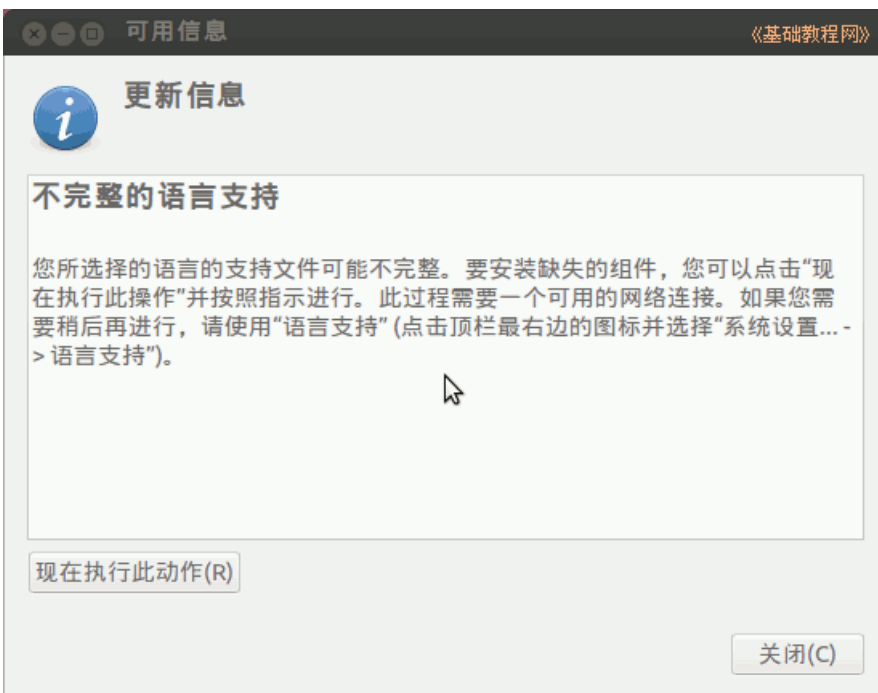 可用信息
《基础教程网》
更新信息
不完整的语言支持
您所选择的语言的支持文件可能不完整。要安装缺失的组件，您可以点击“现
在执行此操作”并按照指示进行。此过程需要一个可用的网络连接。如果您需
要稍后再进行，请使用“语言支持” (点击顶栏最右边的图标并选择“系统设置... -
> 语言支持”)。
现在执行此动作(R)
关闭(C)